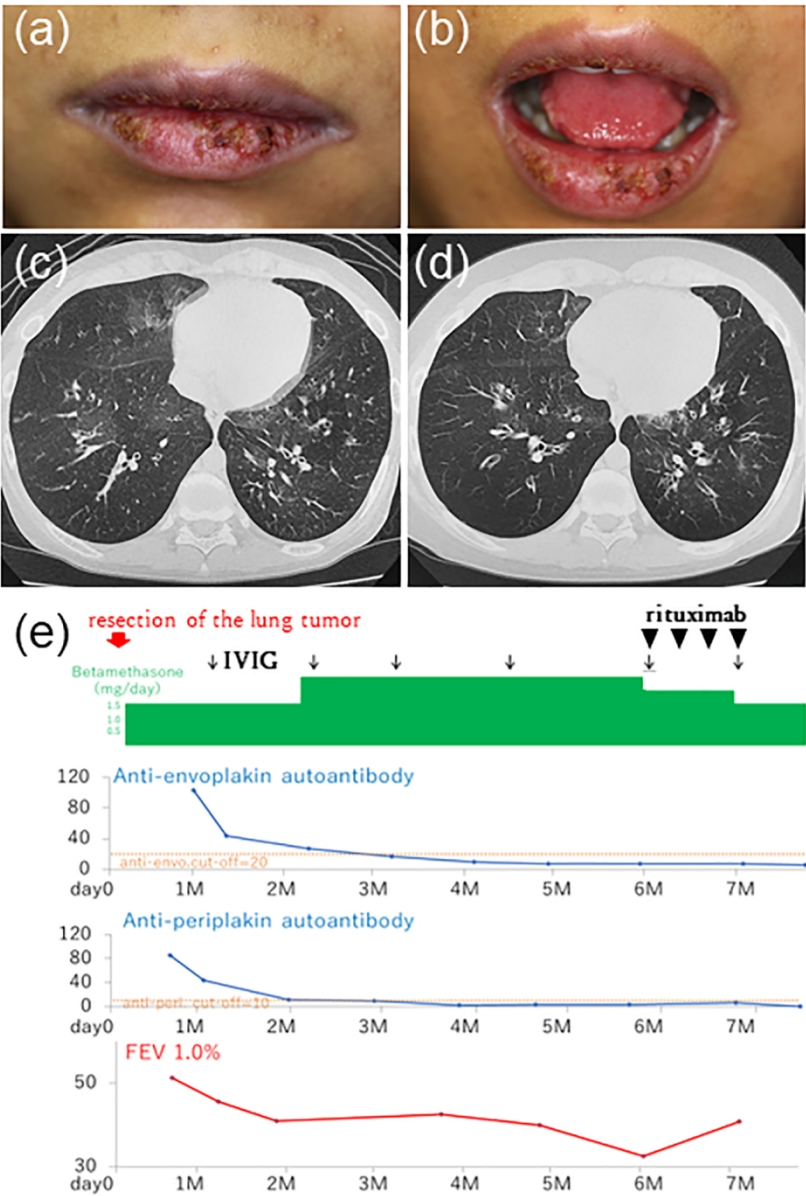 (a)
(b)
(c)
(d)
(e)
resection of the lung tumor
rituximab
IVIG
Betamethasone
(mg/day)
1.5
1.0
0.5
Anti-envoplakin autoantibody
120
80
40
0
anti-envo.cut-off=20
day0 1M 2M 3M 4M 5M 6M 7M
Anti-periplakin autoantibody
120
80
40
0
anti-peri. cut-off=10
day0 1M 2M 3M 4M 5M 6M 7M
FEV 1.0%
50
30
day0 1M 2M 3M 4M 5M 6M 7M